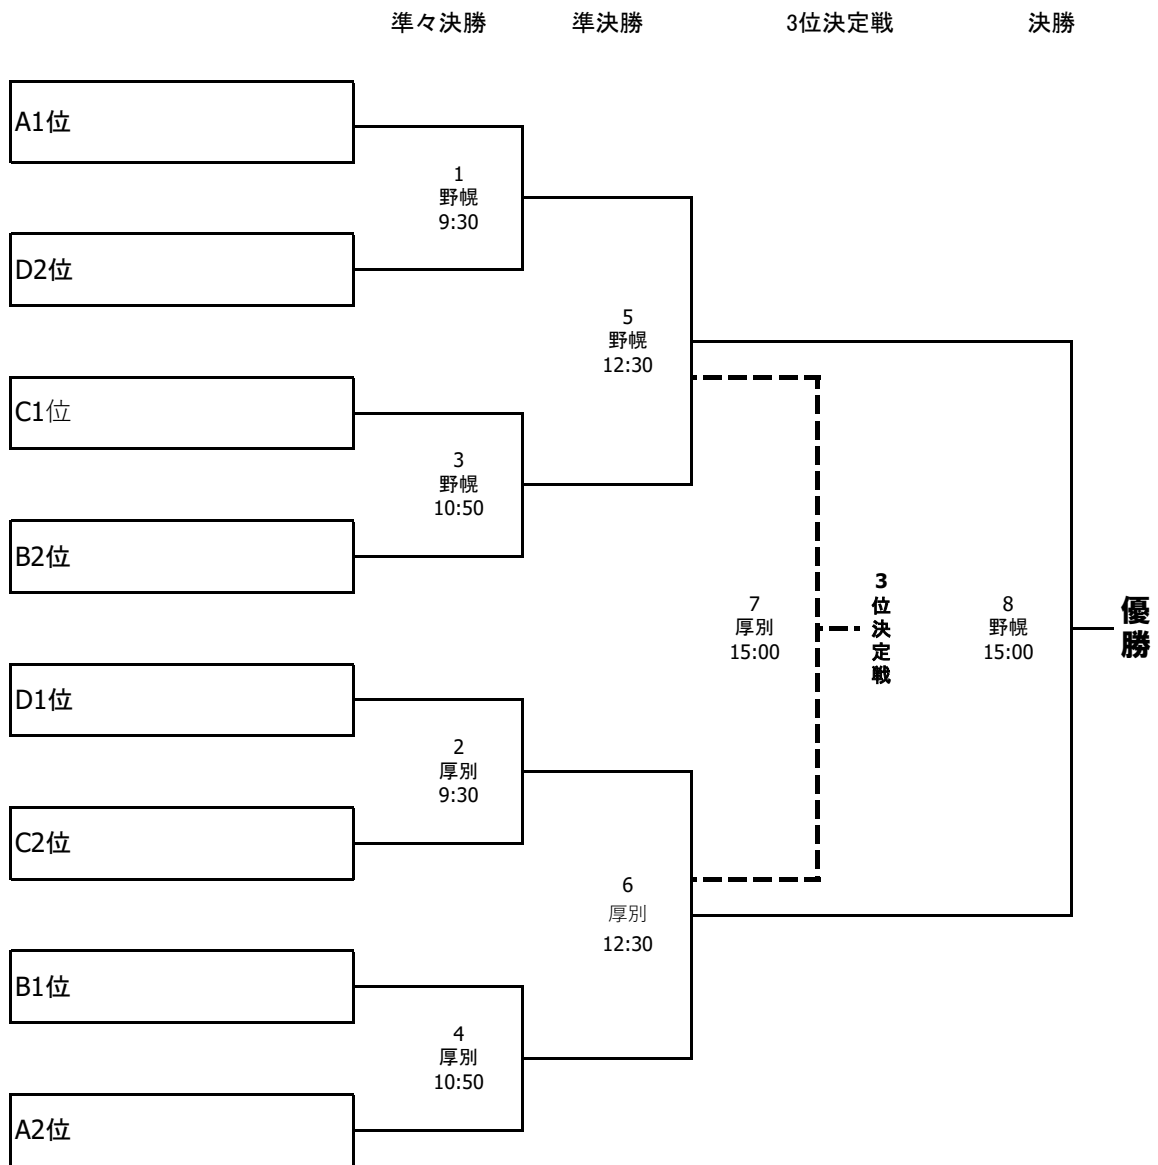 準々決勝 準決勝 3位決定戦 決勝
A1位
1
野幌
9:30
D2位
5
野幌
12:30
C1位
3
野幌
10:50
B2位
7
厚別
15:00
3位決定戦
8
野幌
15:00
優勝
D1位
2
厚別
9:30
C2位
6
厚別
12:30
B1位
4
厚別
10:50
A2位